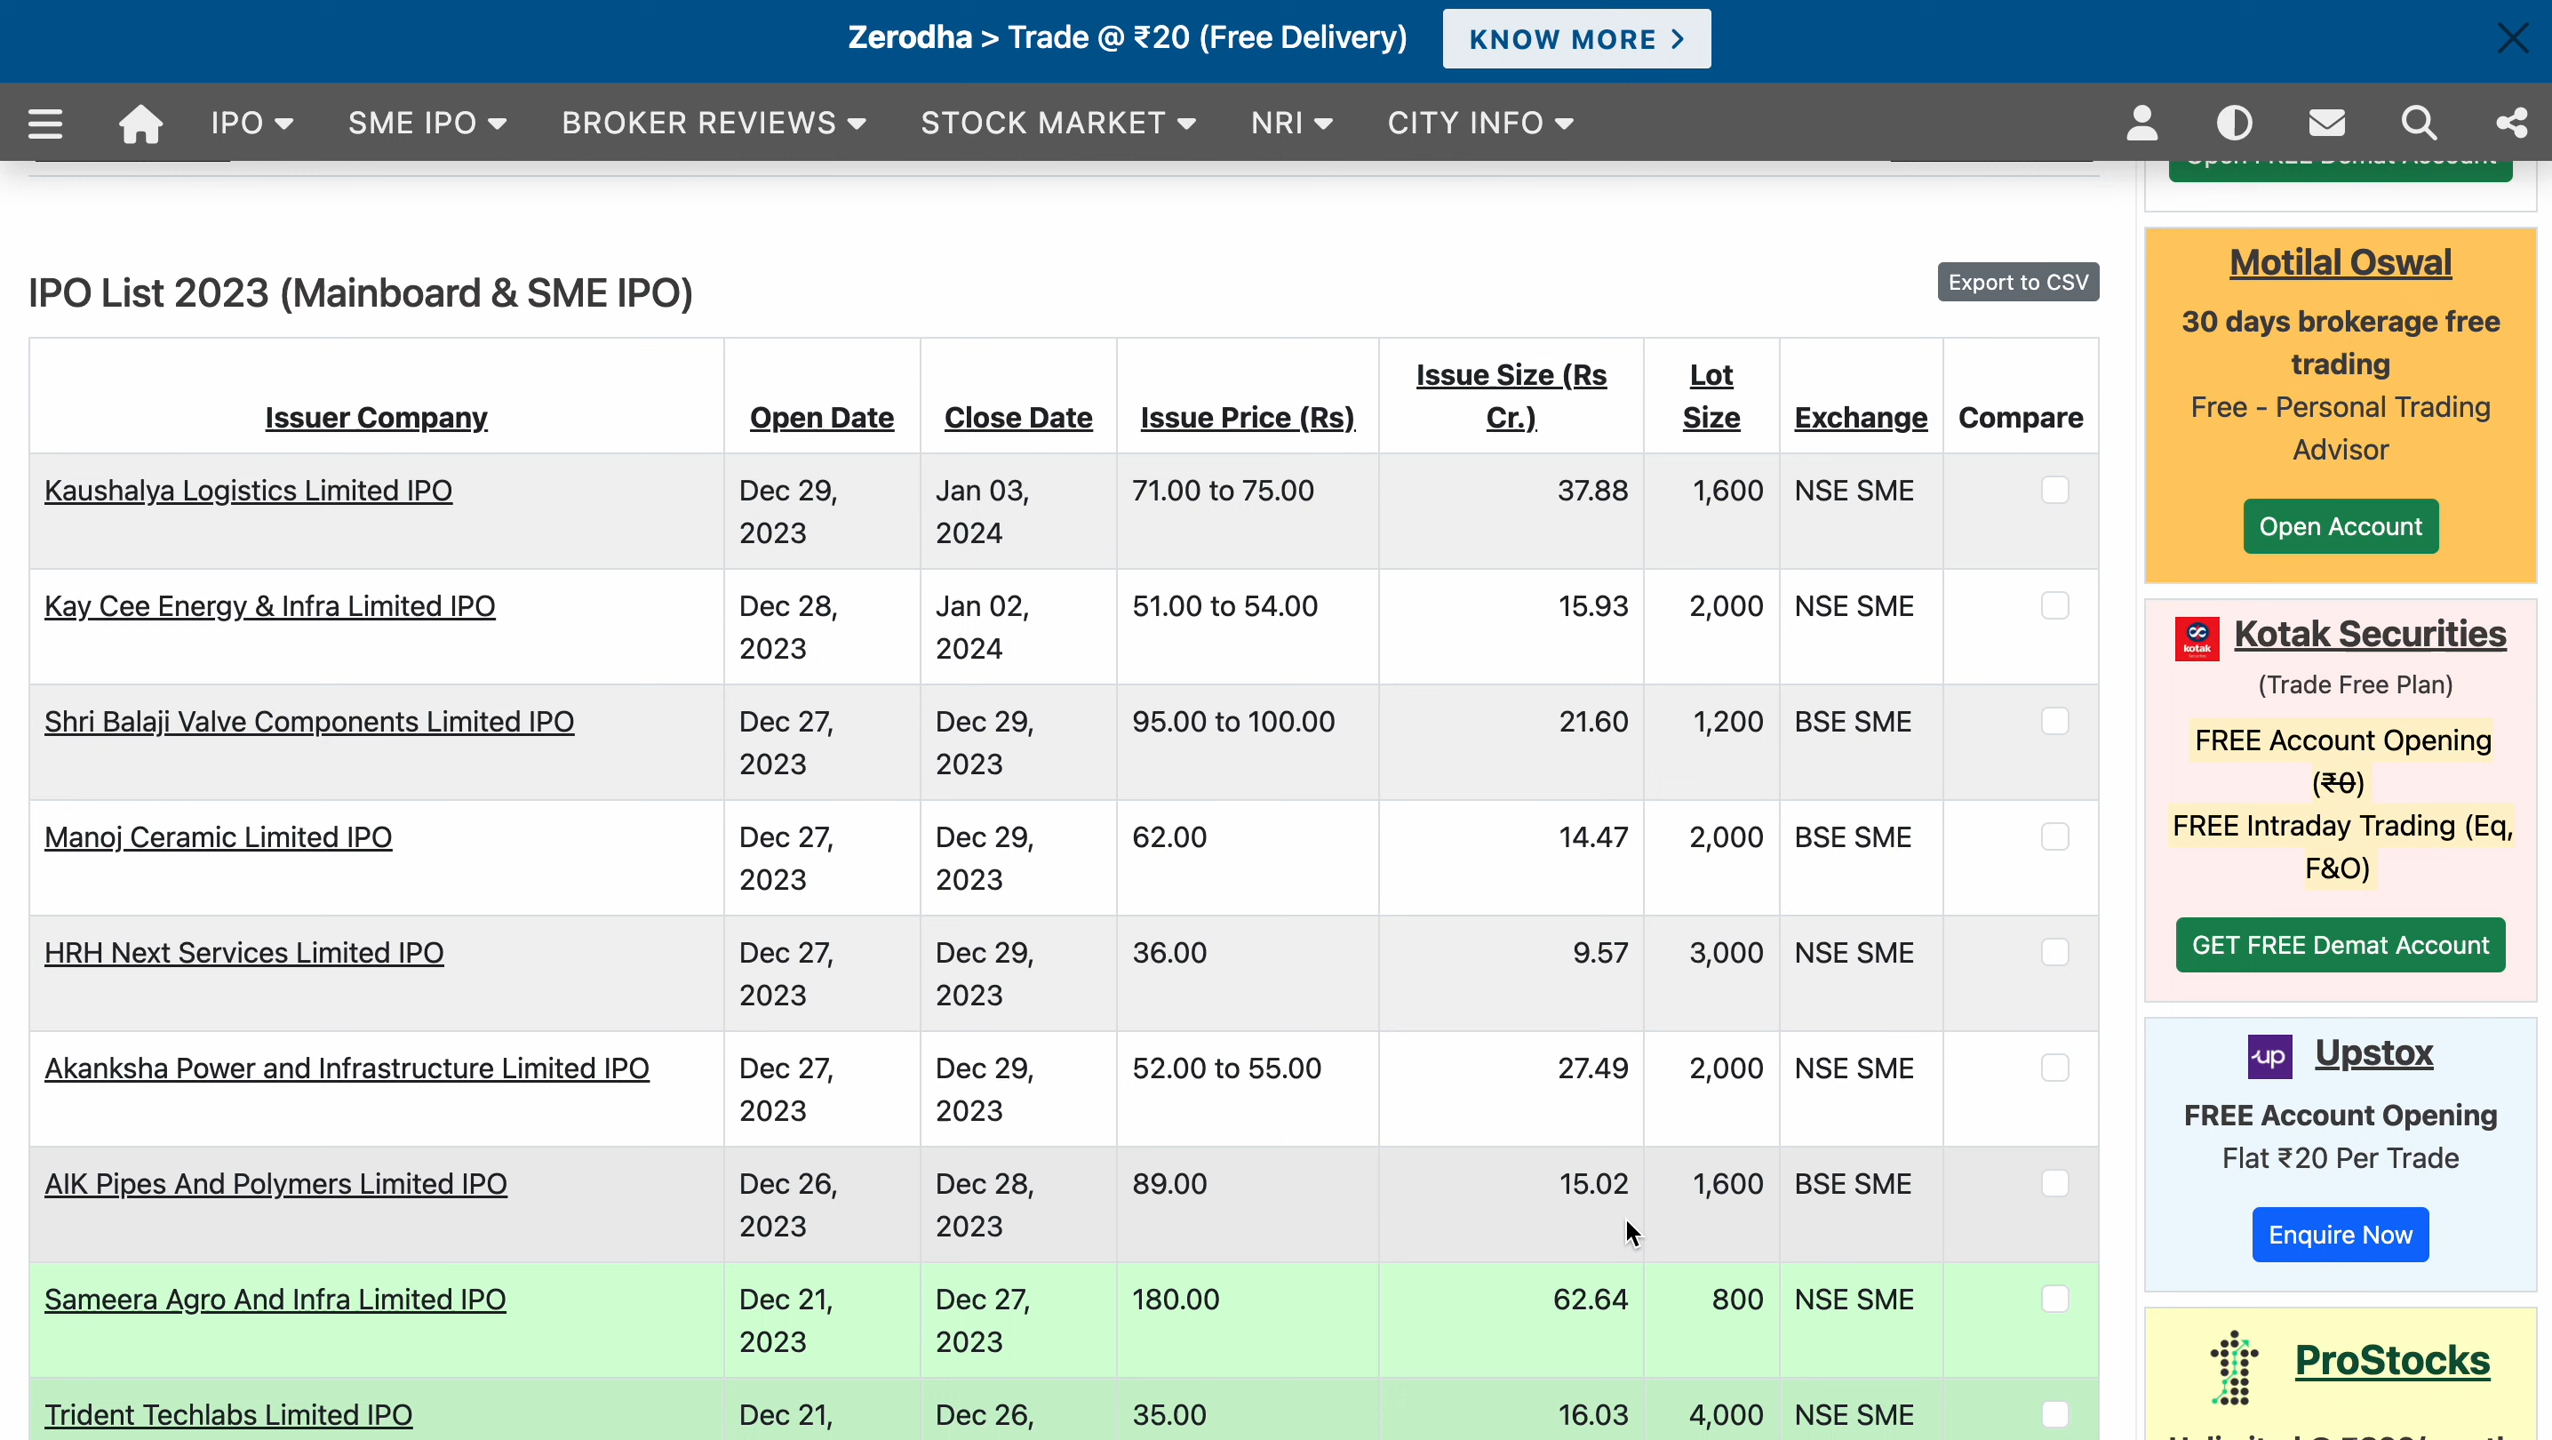 Zerodha > Trade @ ₹20 (Free Delivery) KNOW MORE >
IPO SME IPO BROKER REVIEWS STOCK MARKET NRI CITY INFO
IPO List 2023 (Mainboard & SME IPO)
Export to CSV
Issuer Company Open Date Close Date Issue Price (Rs) Issue Size (Rs Cr.) Lot Size Exchange Compare
Kaushalya Logistics Limited IPO Dec 29, 2023 Jan 03, 2024 71.00 to 75.00 37.88 1,600 NSE SME
Kay Cee Energy & Infra Limited IPO Dec 28, 2023 Jan 02, 2024 51.00 to 54.00 15.93 2,000 NSE SME
Shri Balaji Valve Components Limited IPO Dec 27, 2023 Dec 29, 2023 95.00 to 100.00 21.60 1,200 BSE SME
Manoj Ceramic Limited IPO Dec 27, 2023 Dec 29, 2023 62.00 14.47 2,000 BSE SME
HRH Next Services Limited IPO Dec 27, 2023 Dec 29, 2023 36.00 9.57 3,000 NSE SME
Akanksha Power and Infrastructure Limited IPO Dec 27, 2023 Dec 29, 2023 52.00 to 55.00 27.49 2,000 NSE SME
AIK Pipes And Polymers Limited IPO Dec 26, 2023 Dec 28, 2023 89.00 15.02 1,600 BSE SME
Sameera Agro And Infra Limited IPO Dec 21, 2023 Dec 27, 2023 180.00 62.64 800 NSE SME
Trident Techlabs Limited IPO Dec 21, Dec 26, 35.00 16.03 4,000 NSE SME
Motilal Oswal
30 days brokerage free
trading
Free - Personal Trading
Advisor
Open Account
kotak
Kotak Securities
(Trade Free Plan)
FREE Account Opening
(₹0)
FREE Intraday Trading (Eq,
F&O)
GET FREE Demat Account
up Upstox
FREE Account Opening
Flat ₹20 Per Trade
Enquire Now
ProStocks